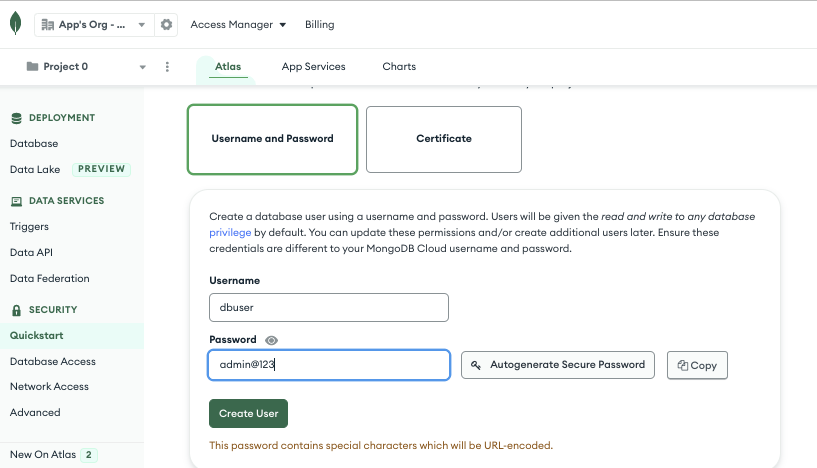 App's Org - ...
Access Manager
Billing
Project 0
Atlas
App Services
Charts
DEPLOYMENT
Database
Data Lake PREVIEW
DATA SERVICES
Triggers
Data API
Data Federation
SECURITY
Quickstart
Database Access
Network Access
Advanced
New On Atlas 2
Username and Password
Certificate
Create a database user using a username and password. Users will be given the read and write to any database
privilege by default. You can update these permissions and/or create additional users later. Ensure these
credentials are different to your MongoDB Cloud username and password.
Username
dbuser
Password
admin@123
Autogenerate Secure Password
Copy
Create User
This password contains special characters which will be URL-encoded.